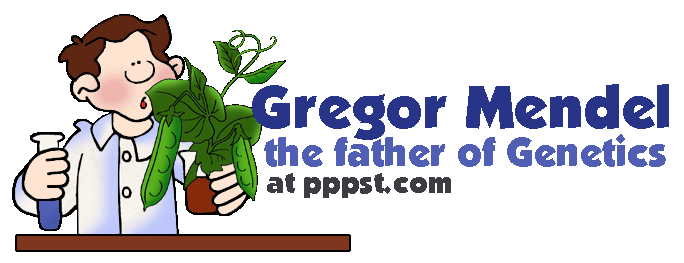 Gregor Mendel
the father of Genetics
at pppst.com